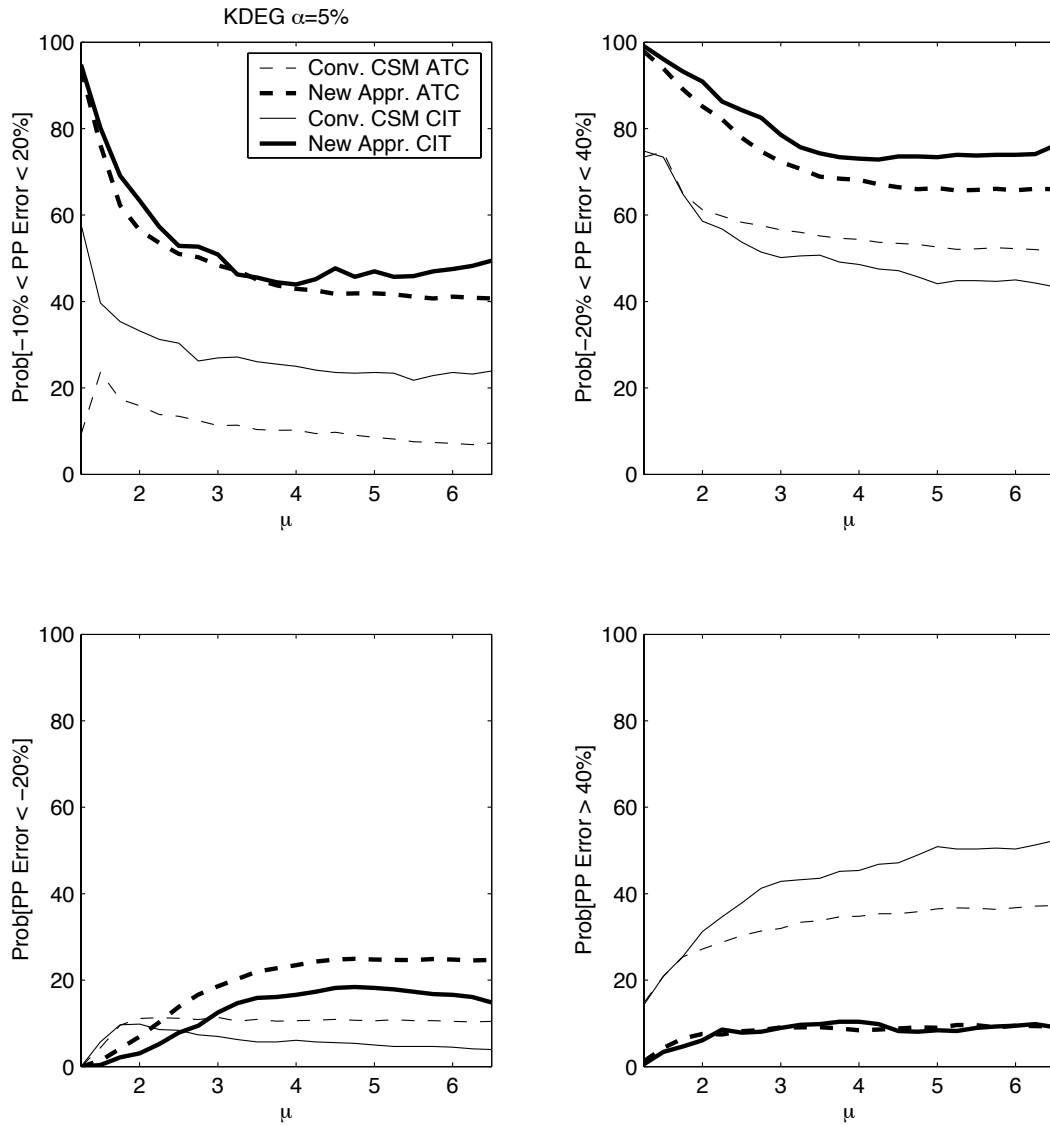 KDEG α=5%
Prob[−10% < PP Error < 20%]
100
80
60
40
20
0
2 3 4 5 6
μ
Conv. CSM ATC
New Appr. ATC
Conv. CSM CIT
New Appr. CIT
Prob[−20% < PP Error < 40%]
100
80
60
40
20
0
2 3 4 5 6
μ
Prob[PP Error < −20%]
100
80
60
40
20
0
2 3 4 5 6
μ
Prob[PP Error > 40%]
100
80
60
40
20
0
2 3 4 5 6
μ